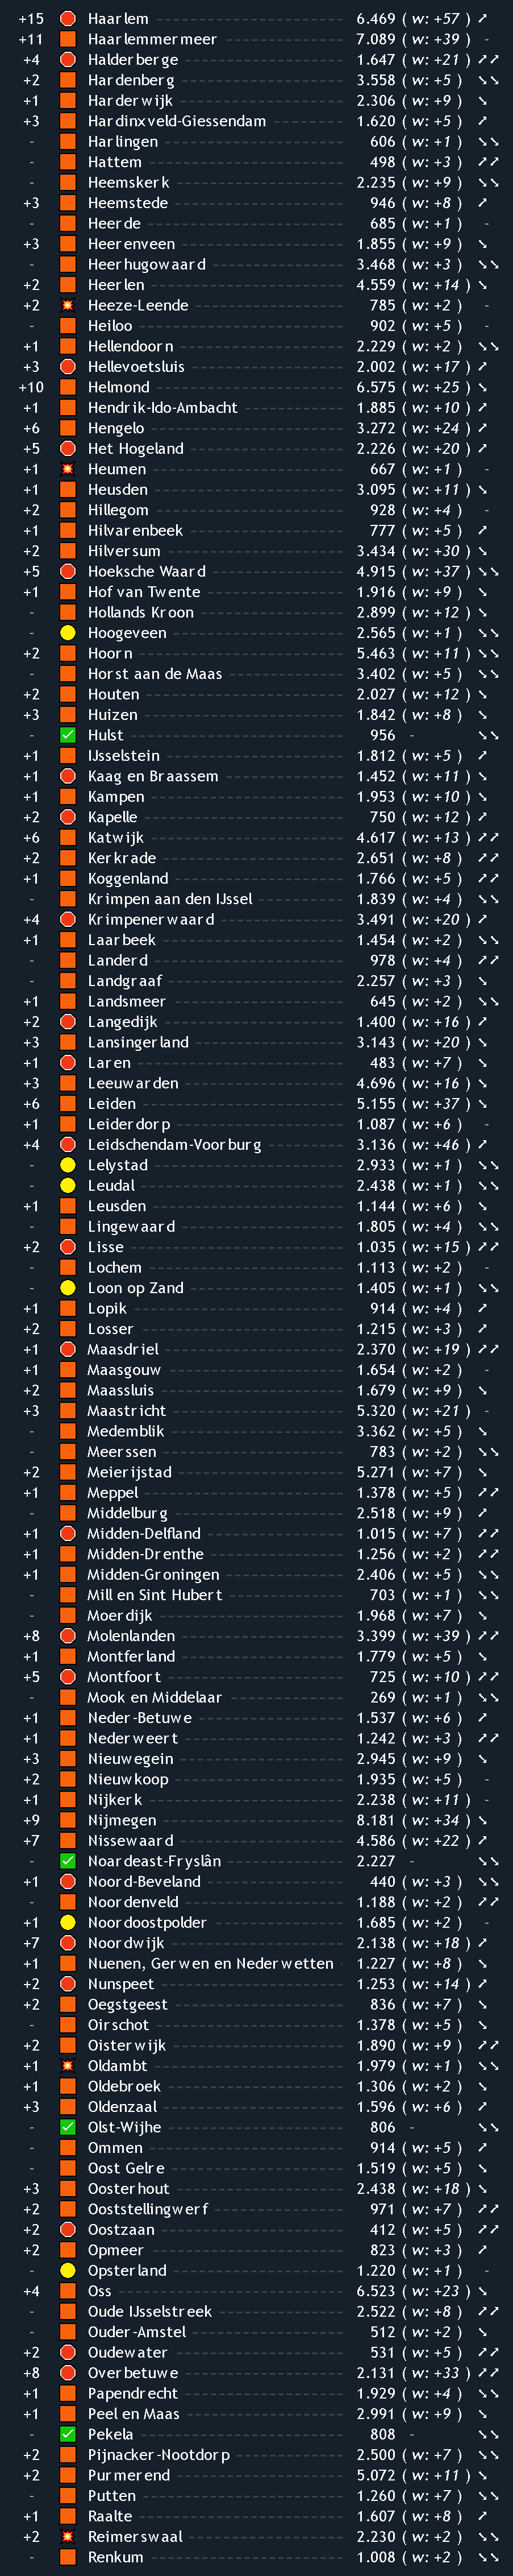 +15 Haarlem 6.469 ( w: +57 ) ➚
+11 Haarlemmermeer 7.089 ( w: +39 ) -
+4 Halderberge 1.647 ( w: +21 ) ➚➚
+2 Hardenberg 3.558 ( w: +5 ) ➘➘
+1 Harderwijk 2.306 ( w: +9 ) ➘
+3 Hardinxveld-Giessendam 1.620 ( w: +5 ) ➚
- Harlingen 606 ( w: +1 ) ➘➘
- Hattem 498 ( w: +3 ) ➚➚
- Heemskerk 2.235 ( w: +9 ) ➘➘
+3 Heemstede 946 ( w: +8 ) ➚
- Heerde 685 ( w: +1 ) -
+3 Heerenveen 1.855 ( w: +9 ) ➘
- Heerhugowaard 3.468 ( w: +3 ) ➘➘
+2 Heerlen 4.559 ( w: +14 ) ➘
+2 Heeze-Leende 785 ( w: +2 ) -
- Heiloo 902 ( w: +5 ) -
+1 Hellendoorn 2.229 ( w: +2 ) ➘➘
+3 Hellevoetsluis 2.002 ( w: +17 ) ➚
+10 Helmond 6.575 ( w: +25 ) ➘
+1 Hendrik-Ido-Ambacht 1.885 ( w: +10 ) ➚
+6 Hengelo 3.272 ( w: +24 ) ➚
+5 Het Hogeland 2.226 ( w: +20 ) ➚
+1 Heumen 667 ( w: +1 ) -
+1 Heusden 3.095 ( w: +11 ) ➘
+2 Hillegom 928 ( w: +4 ) -
+1 Hilvarenbeek 777 ( w: +5 ) ➚
+2 Hilversum 3.434 ( w: +30 ) ➘
+5 Hoeksche Waard 4.915 ( w: +37 ) ➘➘
+1 Hof van Twente 1.916 ( w: +9 ) ➘
- Hollands Kroon 2.899 ( w: +12 ) ➘
- Hoogeveen 2.565 ( w: +1 ) ➘➘
+2 Hoorn 5.463 ( w: +11 ) ➘➘
- Horst aan de Maas 3.402 ( w: +5 ) ➘➘
+2 Houten 2.027 ( w: +12 ) ➘
+3 Huizen 1.842 ( w: +8 ) ➘
- Hulst 956 - ➘➘
+1 IJsselstein 1.812 ( w: +5 ) ➚
+1 Kaag en Braassem 1.452 ( w: +11 ) ➘
+1 Kampen 1.953 ( w: +10 ) ➘
+2 Kapelle 750 ( w: +12 ) ➚
+6 Katwijk 4.617 ( w: +13 ) ➚➚
+2 Kerkrade 2.651 ( w: +8 ) ➚➚
+1 Koggenland 1.766 ( w: +5 ) ➚➚
- Krimpen aan den IJssel 1.839 ( w: +4 ) ➘➘
+4 Krimpenerwaard 3.491 ( w: +20 ) ➚
+1 Laarbeek 1.454 ( w: +2 ) ➘➘
- Landerd 978 ( w: +4 ) ➚➚
- Landgraaf 2.257 ( w: +3 ) ➘
+1 Landsmeer 645 ( w: +2 ) ➘➘
+2 Langedijk 1.400 ( w: +16 ) ➚
+3 Lansingerland 3.143 ( w: +20 ) ➘
+1 Laren 483 ( w: +7 ) ➘
+3 Leeuwarden 4.696 ( w: +16 ) ➘
+6 Leiden 5.155 ( w: +37 ) ➘
+1 Leiderdorp 1.087 ( w: +6 ) -
+4 Leidschendam-Voorburg 3.136 ( w: +46 ) ➚
- Lelystad 2.933 ( w: +1 ) ➘➘
- Leudal 2.438 ( w: +1 ) ➘➘
+1 Leusden 1.144 ( w: +6 ) ➘
- Lingewaard 1.805 ( w: +4 ) ➘➘
+2 Lisse 1.035 ( w: +15 ) ➚➚
- Lochem 1.113 ( w: +2 ) -
- Loon op Zand 1.405 ( w: +1 ) ➘➘
+1 Lopik 914 ( w: +4 ) ➚
+2 Losser 1.215 ( w: +3 ) ➚
+1 Maasdriel 2.370 ( w: +19 ) ➚➚
+1 Maasgouw 1.654 ( w: +2 ) -
+2 Maassluis 1.679 ( w: +9 ) ➘
+3 Maastricht 5.320 ( w: +21 ) -
- Medemblik 3.362 ( w: +5 ) ➘
- Meerssen 783 ( w: +2 ) ➘➘
+2 Meierijstad 5.271 ( w: +7 ) ➘
+1 Meppel 1.378 ( w: +5 ) ➚➚
- Middelburg 2.518 ( w: +9 ) ➚
+1 Midden-Delfland 1.015 ( w: +7 ) ➚➚
+1 Midden-Drenthe 1.256 ( w: +2 ) ➚➚
+1 Midden-Groningen 2.406 ( w: +5 ) ➘➘
- Mill en Sint Hubert 703 ( w: +1 ) ➘➘
- Moerdijk 1.968 ( w: +7 ) ➘
+8 Molenlanden 3.399 ( w: +39 ) ➚➚
+1 Montferland 1.779 ( w: +5 ) ➘
+5 Montfoort 725 ( w: +10 ) ➚➚
- Mook en Middelaar 269 ( w: +1 ) ➘➘
+1 Neder-Betuwe 1.537 ( w: +6 ) ➚
+1 Nederweert 1.242 ( w: +3 ) ➚➚
+3 Nieuwegein 2.945 ( w: +9 ) ➘
+2 Nieuwkoop 1.935 ( w: +5 ) -
+1 Nijkerk 2.238 ( w: +11 ) -
+9 Nijmegen 8.181 ( w: +34 ) ➘
+7 Nissewaard 4.586 ( w: +22 ) ➚
- Noardeast-Fryslân 2.227 - ➘➘
+1 Noord-Beveland 440 ( w: +3 ) ➘➘
- Noordenveld 1.188 ( w: +2 ) ➚➚
+1 Noordoostpolder 1.685 ( w: +2 ) -
+7 Noordwijk 2.138 ( w: +18 ) ➚
+1 Nuenen, Gerwen en Nederwetten 1.227 ( w: +8 ) ➘
+2 Nunspeet 1.253 ( w: +14 ) ➚
+2 Oegstgeest 836 ( w: +7 ) ➘
- Oirschot 1.378 ( w: +5 ) ➘
+2 Oisterwijk 1.890 ( w: +9 ) ➚➚
+1 Oldambt 1.979 ( w: +1 ) ➘➘
+1 Oldebroek 1.306 ( w: +2 ) ➘
+3 Oldenzaal 1.596 ( w: +6 ) ➚
- Olst-Wijhe 806 - ➘➘
- Ommen 914 ( w: +5 ) ➚
- Oost Gelre 1.519 ( w: +5 ) ➘
+3 Oosterhout 2.438 ( w: +18 ) ➘
+2 Ooststellingwerf 971 ( w: +7 ) ➚➚
+2 Oostzaan 412 ( w: +5 ) ➚➚
+2 Opmeer 823 ( w: +3 ) ➚
- Opsterland 1.220 ( w: +1 ) -
+4 Oss 6.523 ( w: +23 ) ➘
- Oude IJsselstreek 2.522 ( w: +8 ) ➚➚
- Ouder-Amstel 512 ( w: +2 ) ➘
+2 Oudewater 531 ( w: +5 ) ➚➚
+8 Overbetuwe 2.131 ( w: +33 ) ➚➚
+1 Papendrecht 1.929 ( w: +4 ) ➘➘
+1 Peel en Maas 2.991 ( w: +9 ) ➘
- Pekela 808 - ➘➘
+2 Pijnacker-Nootdorp 2.500 ( w: +7 ) ➘➘
+2 Purmerend 5.072 ( w: +11 ) ➘
- Putten 1.260 ( w: +7 ) ➘➘
+1 Raalte 1.607 ( w: +8 ) ➚
+2 Reimerswaal 2.230 ( w: +2 ) ➘➘
- Renkum 1.008 ( w: +2 ) ➘➘